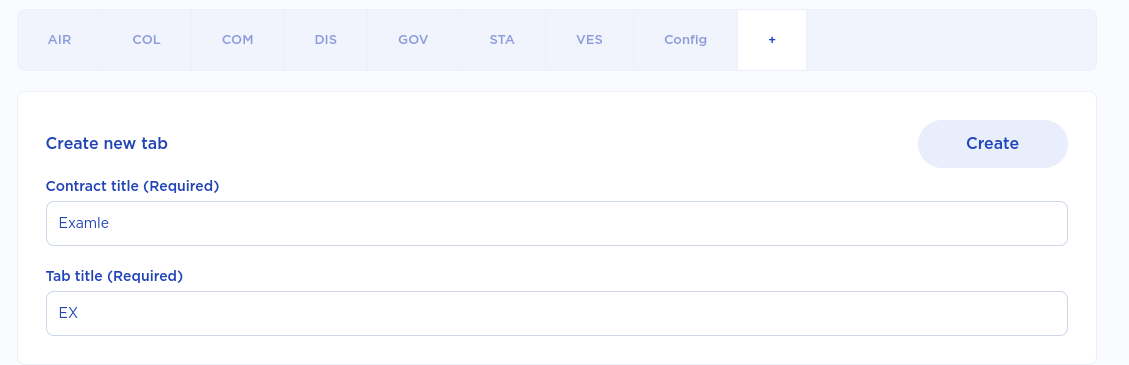 AIR COL COM DIS GOV STA VES Config +
Create new tab Create
Contract title (Required)
Examle
Tab title (Required)
EX